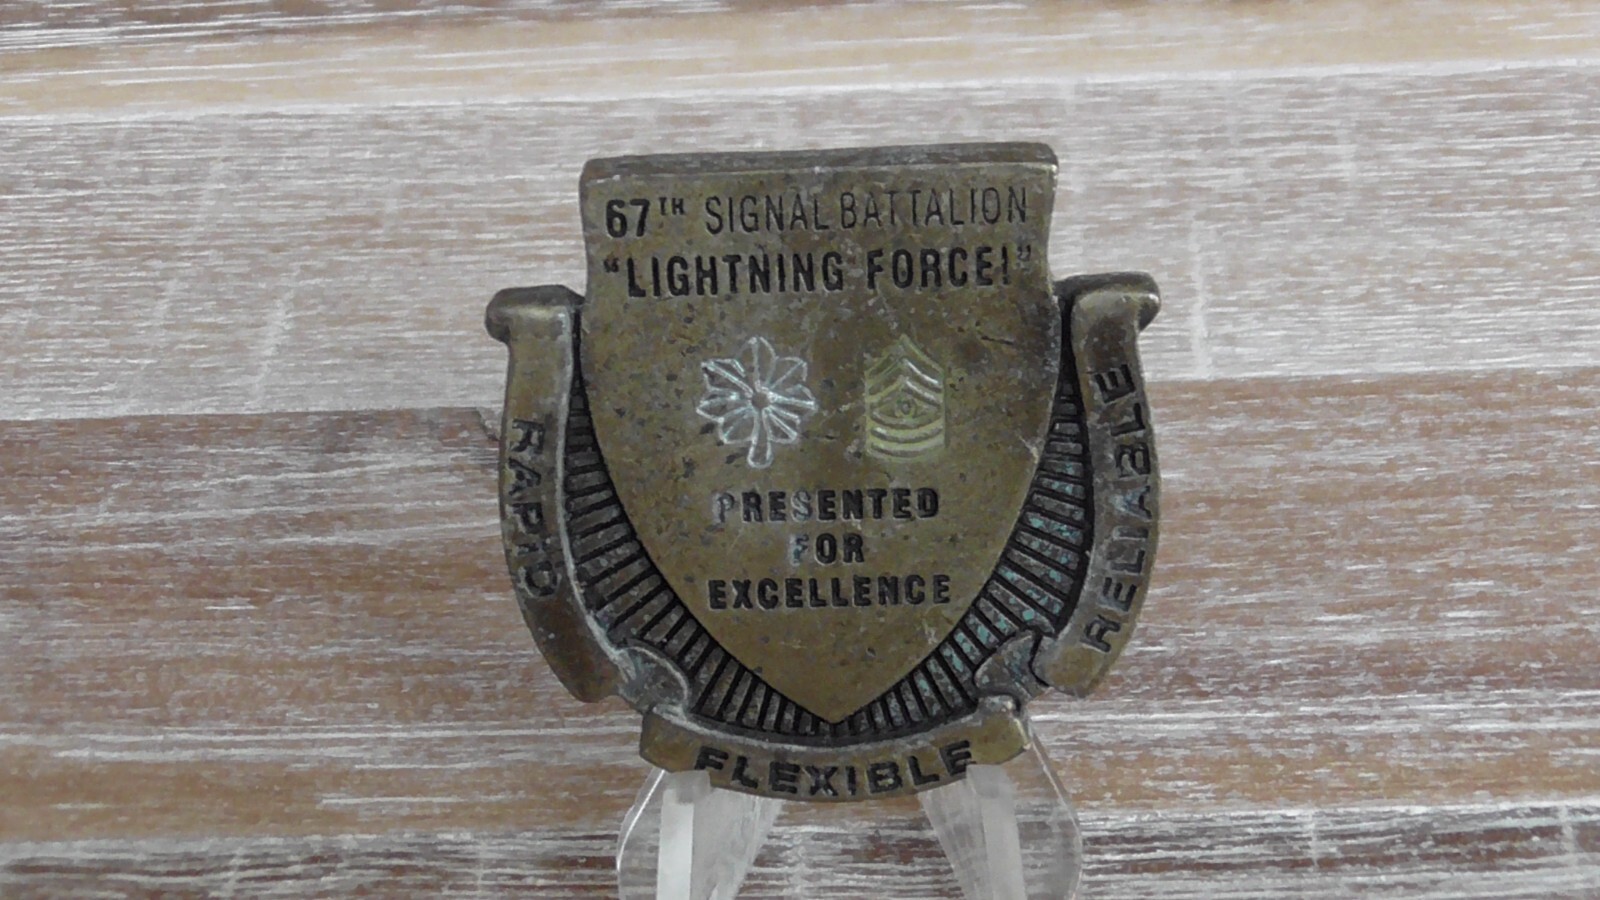 67TH SIGNAL BATTALION
"LIGHTNING FORCE!"
PRESENTED
FOR
EXCELLENCE
RAPID
FLEXIBLE
RELIABLE